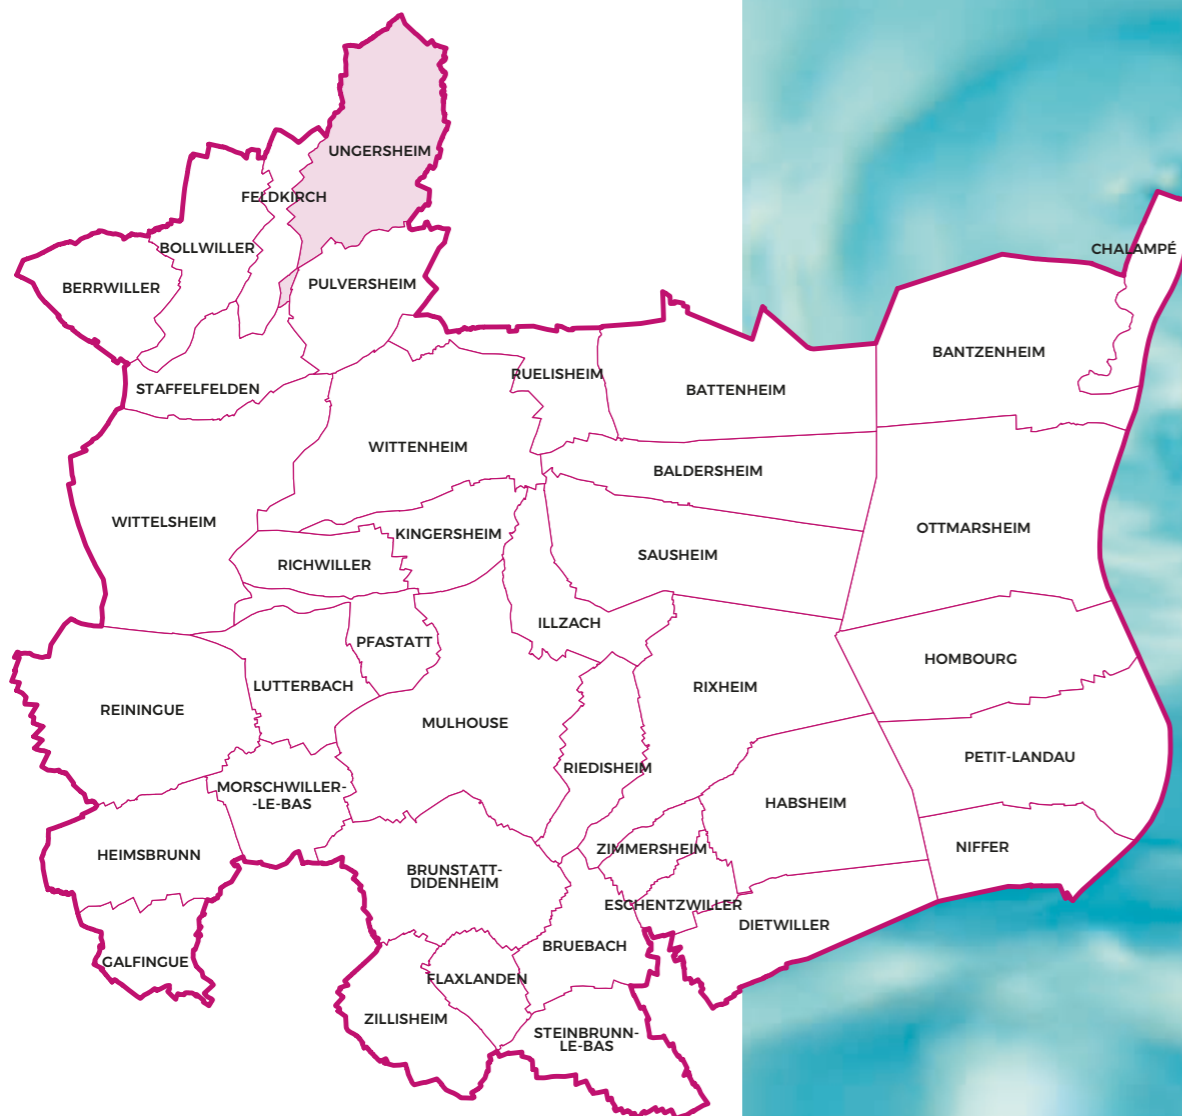 UNGERSHEIM
FELDKIRCH
BOLLWILLER
CHALAMPÉ
BERRWILLER
PULVERSHEIM
BANTZENHEIM
RUELISHEIM
STAFFELFELDEN
BATTENHEIM
WITTENHEIM
BALDERSHEIM
WITTELSHEIM
OTTMARSHEIM
KINGERSHEIM
SAUSHEIM
RICHWILLER
ILLZACH
PFASTATT
HOMBOURG
LUTTERBACH
RIXHEIM
REININGUE
MULHOUSE
PETIT-LANDAU
RIEDISHEIM
MORSCHWILLER-
-LE-BAS
HABSHEIM
HEIMSBRUNN
ZIMMERSHEIM
NIFFER
BRUNSTATT-
DIDENHEIM
ESCHENTZWILLER
DIETWILLER
BRUEBACH
GALFINGUE
FLAXLANDEN
ZILLISHEIM
STEINBRUNN-
LE-BAS